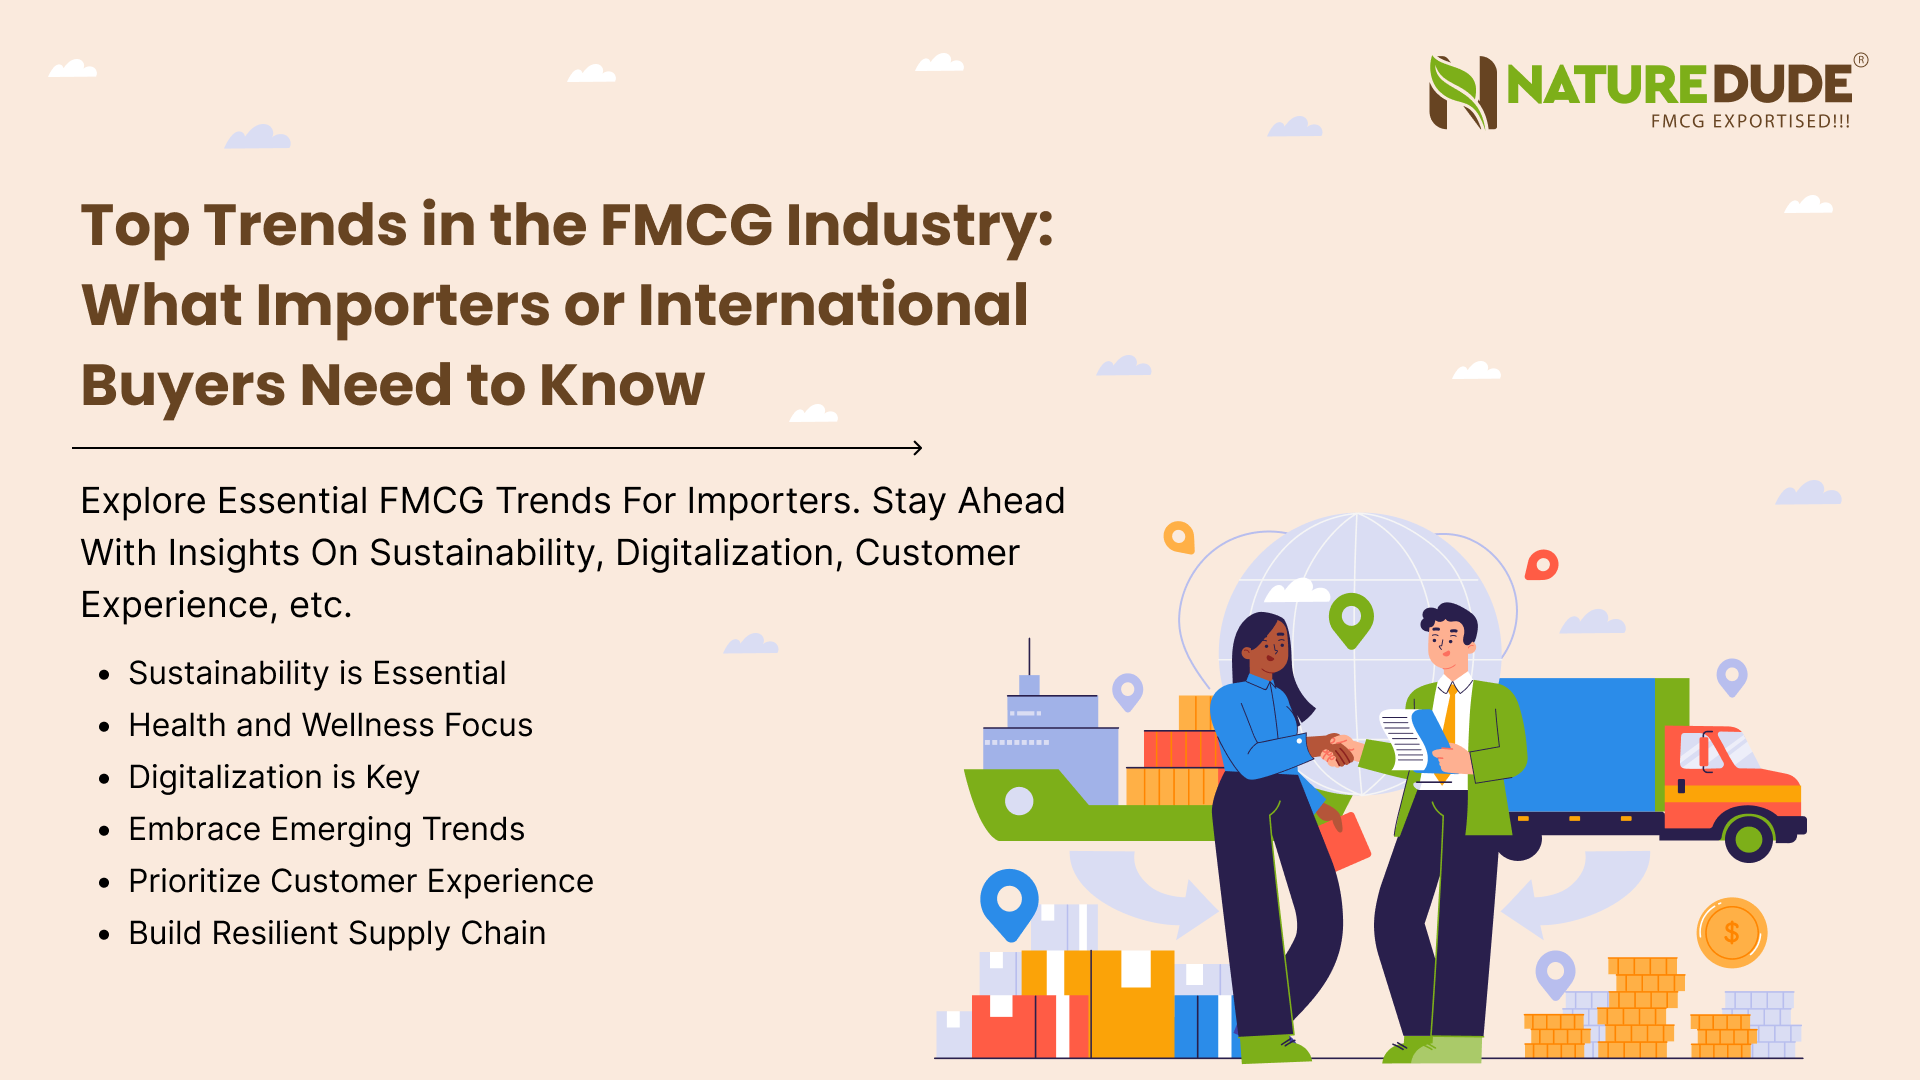 NATUREDUDE®
FMCG EXPORTISED!!!
Top Trends in the FMCG Industry:
What Importers or International
Buyers Need to Know
Explore Essential FMCG Trends For Importers. Stay Ahead
With Insights On Sustainability, Digitalization, Customer
Experience, etc.
• Sustainability is Essential
• Health and Wellness Focus
• Digitalization is Key
• Embrace Emerging Trends
• Prioritize Customer Experience
• Build Resilient Supply Chain
$